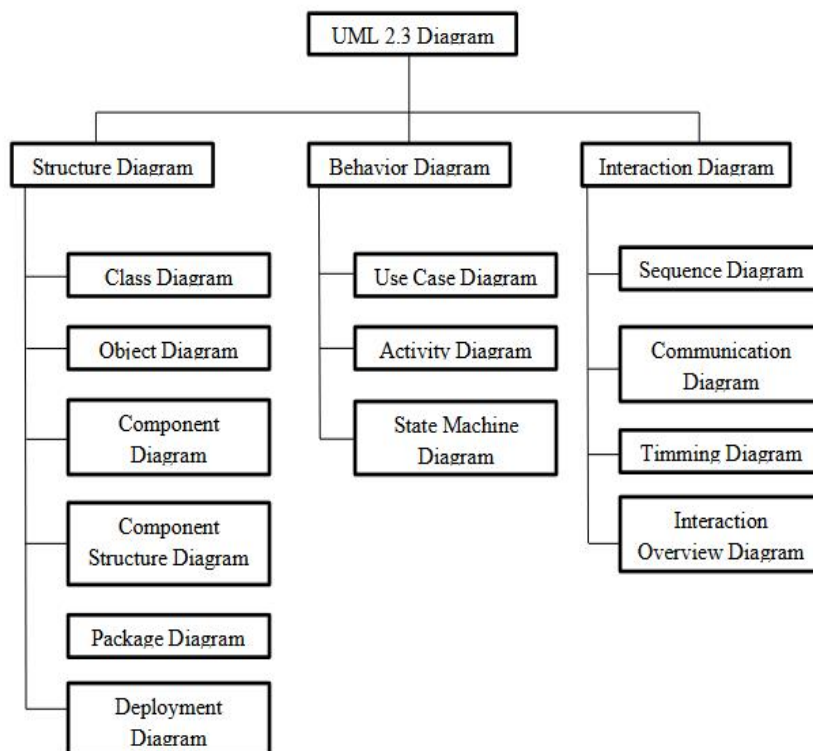 UML 2.3 Diagram
Structure Diagram
Behavior Diagram
Interaction Diagram
Class Diagram
Object Diagram
Component
Diagram
Component
Structure Diagram
Package Diagram
Deployment
Diagram
Use Case Diagram
Activity Diagram
State Machine
Diagram
Sequence Diagram
Communication
Diagram
Timming Diagram
Interaction
Overview Diagram